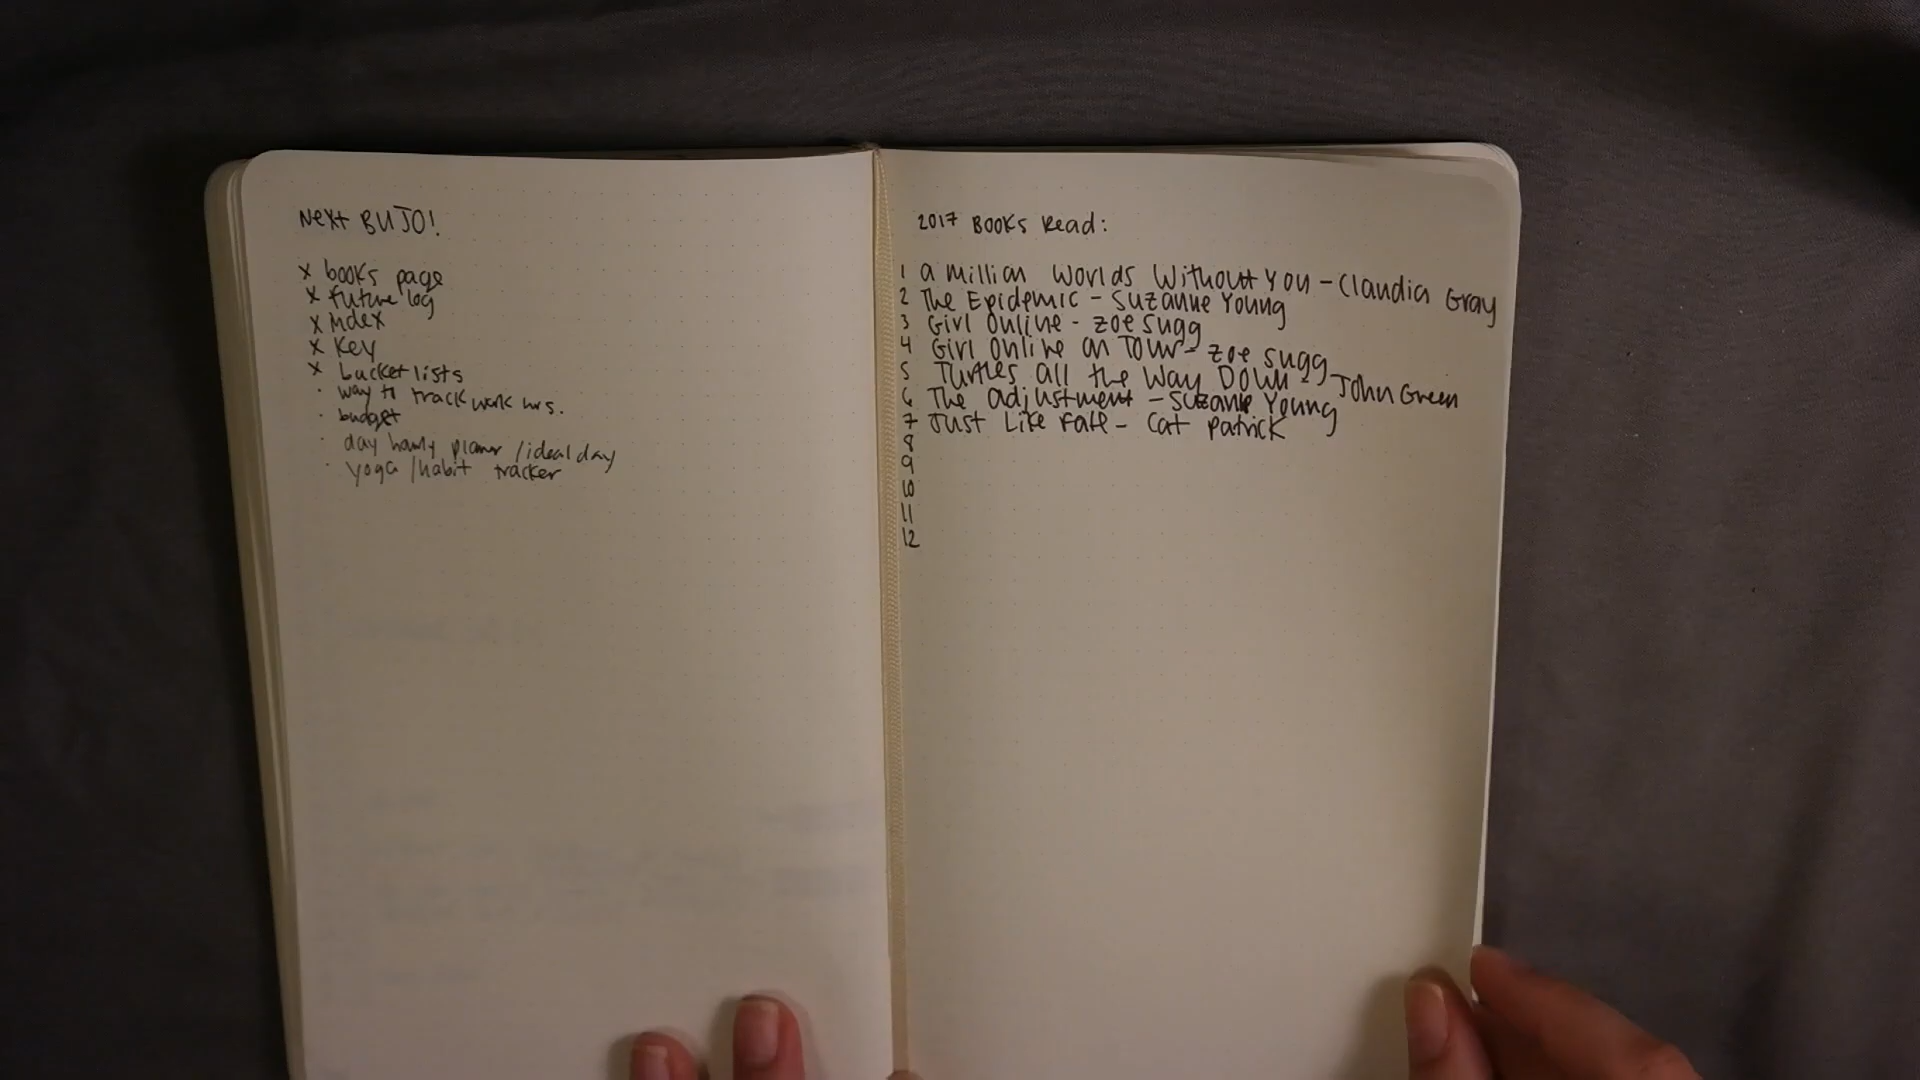 Next BUJO!
x books page
x future log
x index
x Key
x bucket lists
· way to track work hrs.
· budget
· day hourly planner / ideal day
· yoga / habit tracker
2017 Books Read:
1 a Million Worlds Without You - Claudia Gray
2 The Epidemic - Suzanne Young
3 Girl Online - Zoe Sugg
4 Girl Online on Tour - Zoe Sugg
5 Turtles all the Way Down - John Green
6 The adjustment - Suzanne Young
7 Just Like Fate - Cat Patrick
8
9
10
11
12